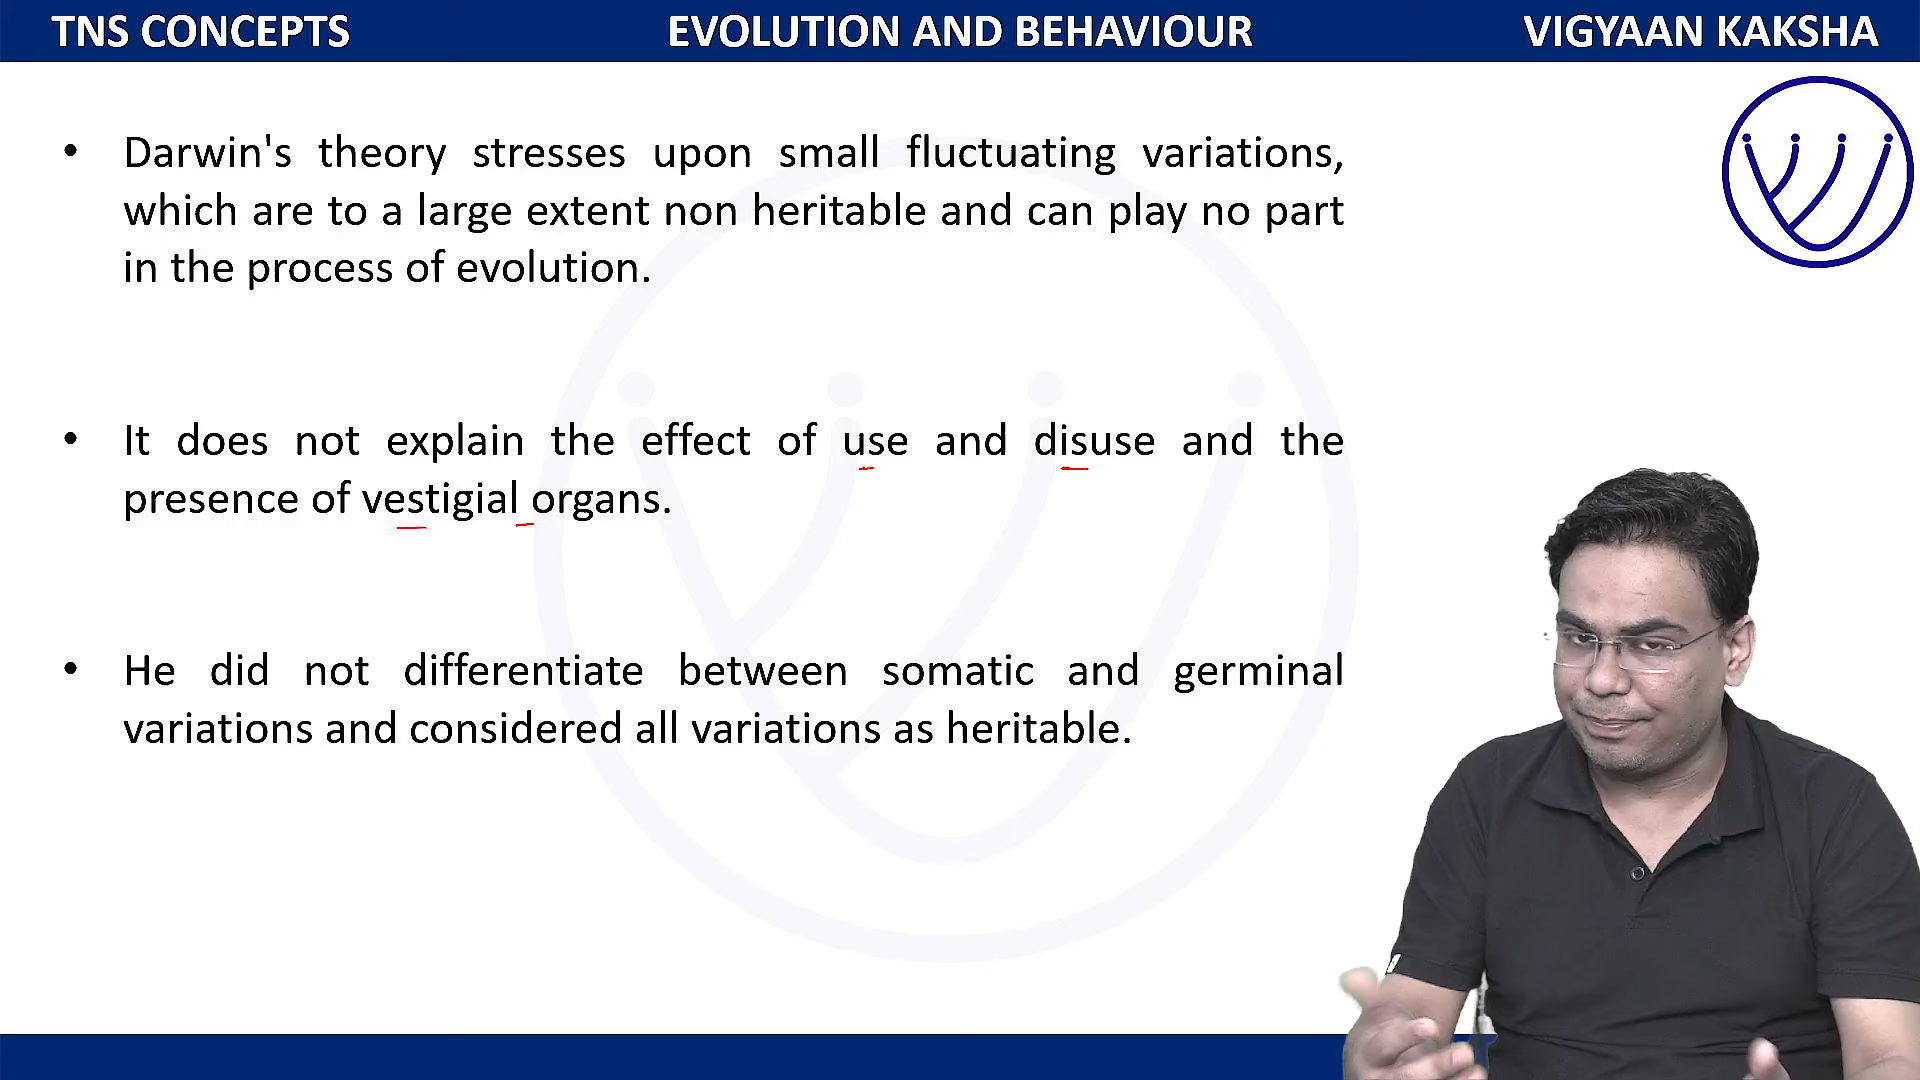 TNS CONCEPTS EVOLUTION AND BEHAVIOUR VIGYAAN KAKSHA
• Darwin's theory stresses upon small fluctuating variations,
which are to a large extent non heritable and can play no part
in the process of evolution.
• It does not explain the effect of use and disuse and the
presence of vestigial organs.
• He did not differentiate between somatic and germinal
variations and considered all variations as heritable.